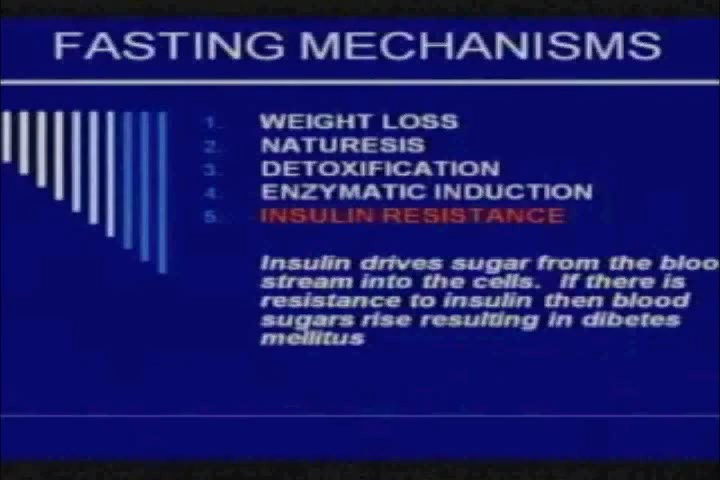 FASTING MECHANISMS
1. WEIGHT LOSS
2. NATURESIS
3. DETOXIFICATION
4. ENZYMATIC INDUCTION
5. INSULIN RESISTANCE
Insulin drives sugar from the bloo
stream into the cells. If there is
resistance to insulin then blood
sugars rise resulting in dibetes
mellitus